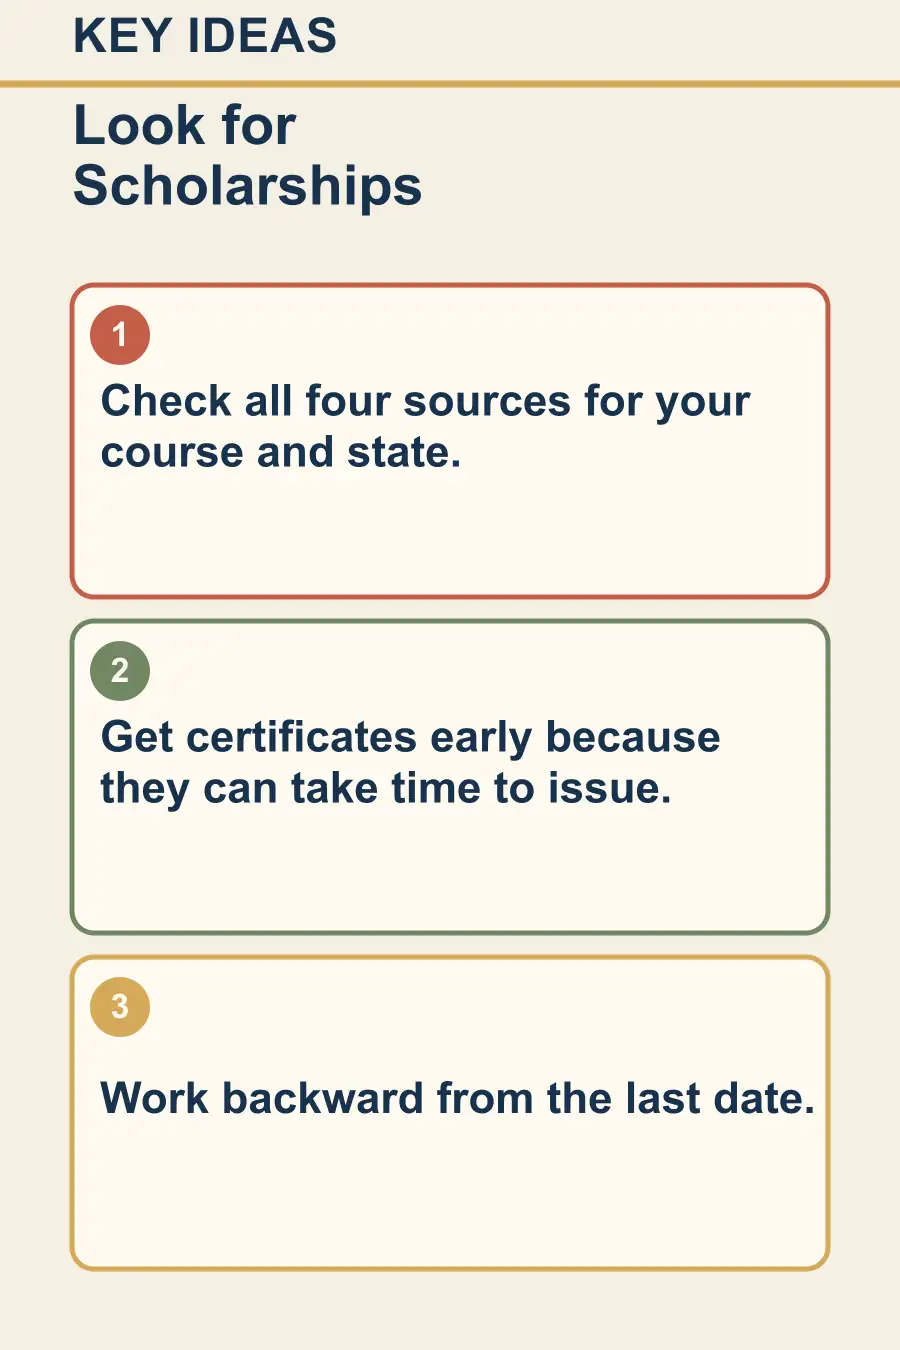 KEY IDEAS
Look for
Scholarships
1
Check all four sources for your
course and state.
2
Get certificates early because
they can take time to issue.
3
Work backward from the last date.